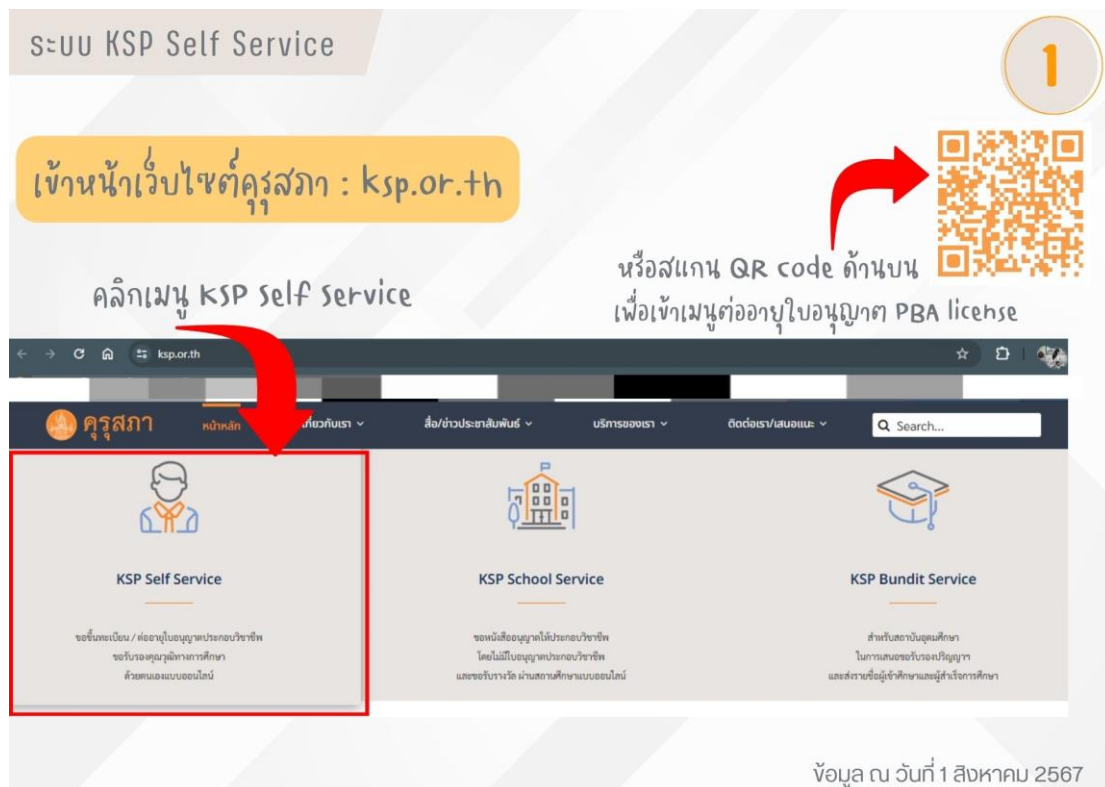 ระบบ KSP Self Service
1
เข้าหน้าเว็บไซต์คุรุสภา : ksp.or.th
หรือสแกน QR code ด้านบน
เพื่อเข้าเมนูต่ออายุใบอนุญาต PBA license
คลิกเมนู KSP Self Service
ksp.or.th
คุรุสภา
หน้าหลัก
เกี่ยวกับเรา
สื่อ/ข่าวประชาสัมพันธ์
บริการของเรา
ติดต่อเรา/เสนอแนะ
Search...
KSP Self Service
ขอขึ้นทะเบียน / ต่ออายุใบอนุญาตประกอบวิชาชีพ
ขอรับรองคุณวุฒิทางการศึกษา
ด้วยตนเองแบบออนไลน์
KSP School Service
ขอหนังสืออนุญาตให้ประกอบวิชาชีพ
โดยไม่มีใบอนุญาตประกอบวิชาชีพ
และขอรับรางวัล ผ่านสถานศึกษาแบบออนไลน์
KSP Bundit Service
สำหรับสถาบันอุดมศึกษา
ในการเสนอขอรับรองปริญญาฯ
และส่งรายชื่อผู้เข้าศึกษาและผู้สำเร็จการศึกษา
ข้อมูล ณ วันที่ 1 สิงหาคม 2567